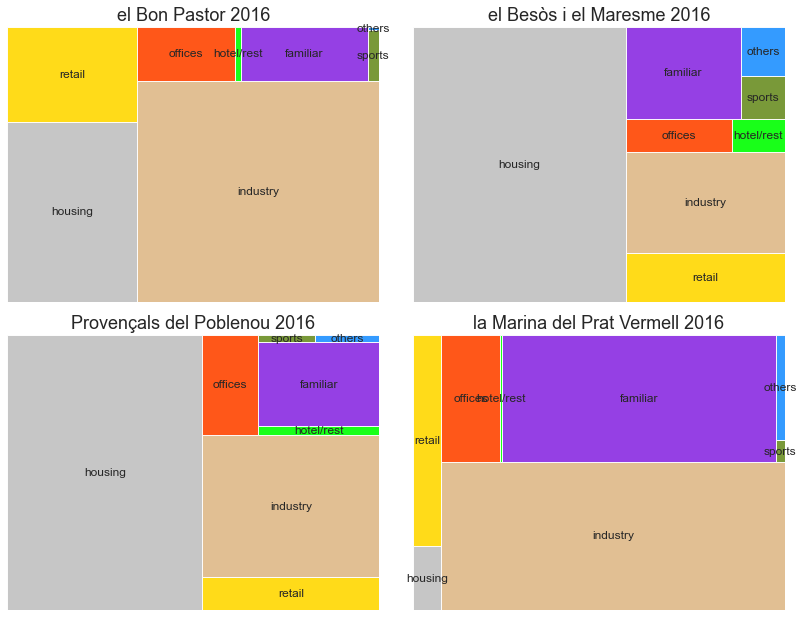 el Bon Pastor 2016
others
retail
offices
hotel/rest
familiar
sports
industry
housing
el Besòs i el Maresme 2016
others
familiar
sports
offices
hotel/rest
housing
industry
retail
Provençals del Poblenou 2016
sports
others
offices
familiar
hotel/rest
housing
industry
retail
la Marina del Prat Vermell 2016
others
offices
hotel/rest
familiar
retail
sports
industry
housing